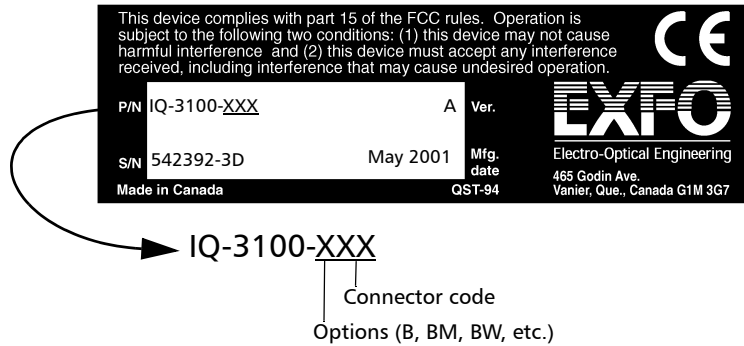 This device complies with part 15 of the FCC rules.  Operation is
subject to the following two conditions: (1) this device may not cause
harmful interference  and (2) this device must accept any interference
received, including interference that may cause undesired operation.
CE
P/N IQ-3100-XXX A Ver.
EXFO
S/N 542392-3D May 2001 Mfg. date
Electro-Optical Engineering
465 Godin Ave.
Vanier, Que., Canada G1M 3G7
Made in Canada QST-94
IQ-3100-XXX
Connector code
Options (B, BM, BW, etc.)